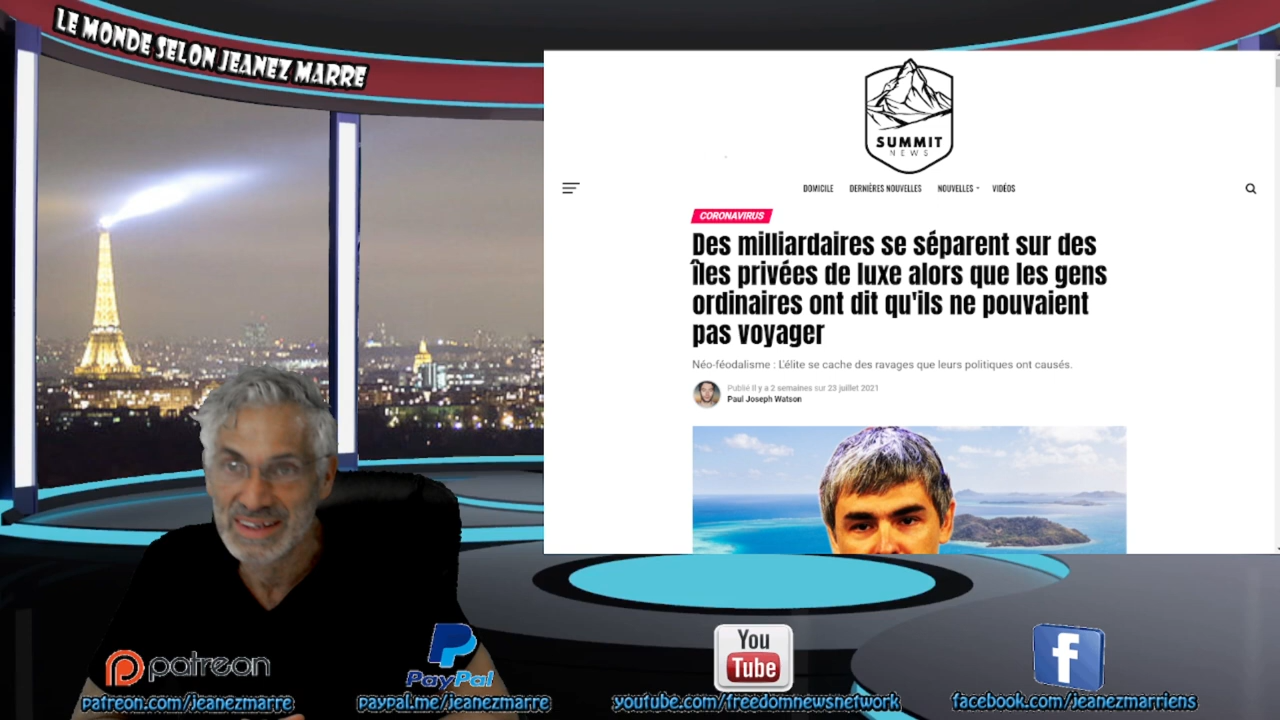 LE MONDE SELON JEANEZ MARRE
SUMMIT
NEWS
DOMICILE DERNIÈRES NOUVELLES NOUVELLES VIDÉOS
CORONAVIRUS
Des milliardaires se séparent sur des
îles privées de luxe alors que les gens
ordinaires ont dit qu'ils ne pouvaient
pas voyager
Néo-féodalisme : L'élite se cache des ravages que leurs politiques ont causés.
Publié Il y a 2 semaines sur 23 juillet 2021
Paul Joseph Watson
patreon
patreon.com/jeanezmarre
PayPal
paypal.me/jeanezmarre
You
Tube
youtube.com/freedomnewsnetwork
f
facebook.com/jeanezmarriens